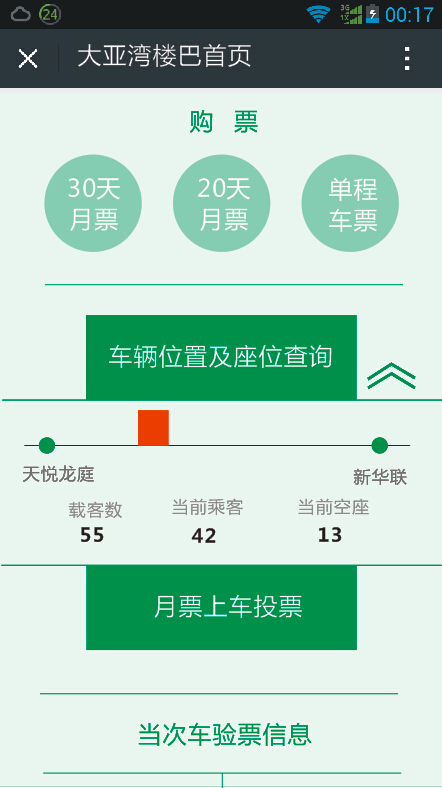 24 3G 1X 00:17
大亚湾楼巴首页
购 票
30天 20天 单程
月票 月票 车票
车辆位置及座位查询
天悦龙庭 新华联
载客数 当前乘客 当前空座
55 42 13
月票上车投票
当次车验票信息